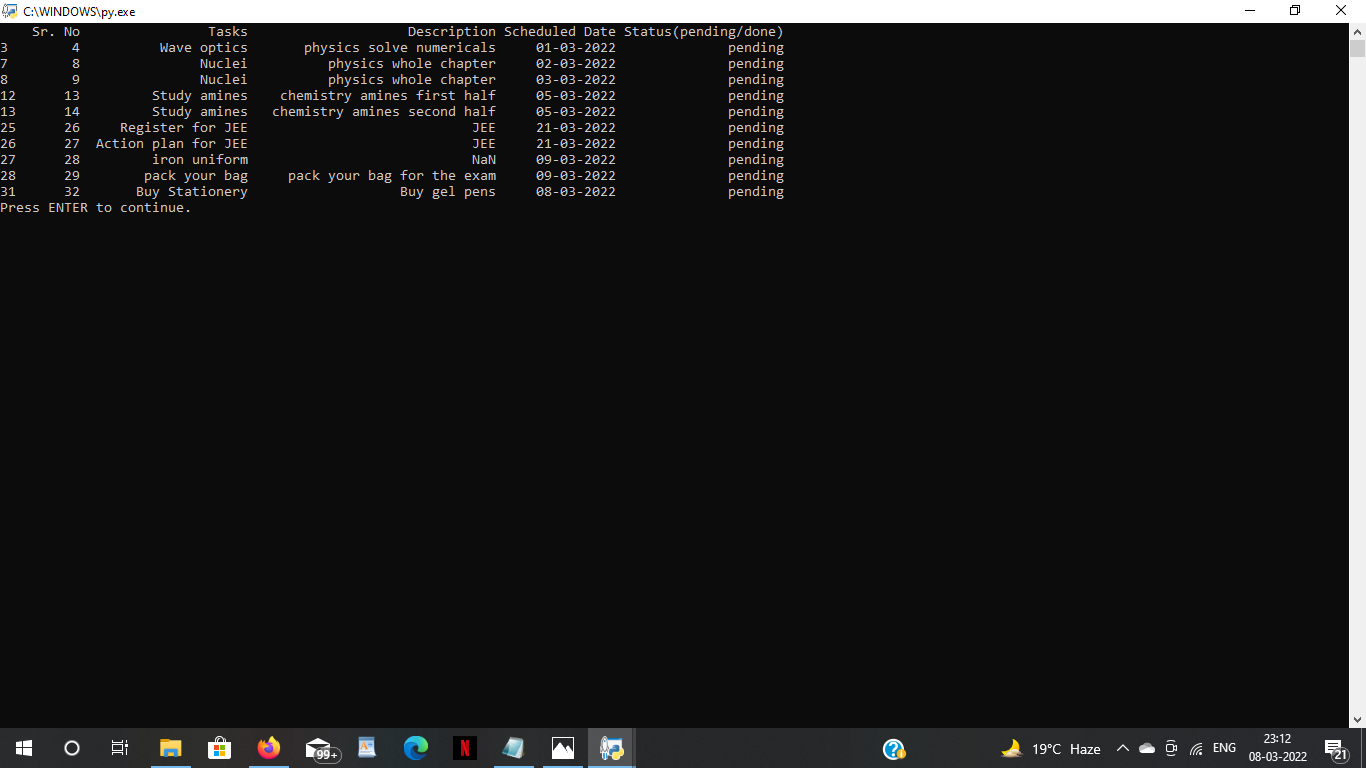 C:\WINDOWS\py.exe
Sr. No Tasks Description Scheduled Date Status(pending/done)
3 4 Wave optics physics solve numericals 01-03-2022 pending
7 8 Nuclei physics whole chapter 02-03-2022 pending
8 9 Nuclei physics whole chapter 03-03-2022 pending
12 13 Study amines chemistry amines first half 05-03-2022 pending
13 14 Study amines chemistry amines second half 05-03-2022 pending
25 26 Register for JEE JEE 21-03-2022 pending
26 27 Action plan for JEE JEE 21-03-2022 pending
27 28 iron uniform NaN 09-03-2022 pending
28 29 pack your bag pack your bag for the exam 09-03-2022 pending
31 32 Buy Stationery Buy gel pens 08-03-2022 pending
Press ENTER to continue.
99+ N 19°C Haze ENG 23:12 21
08-03-2022